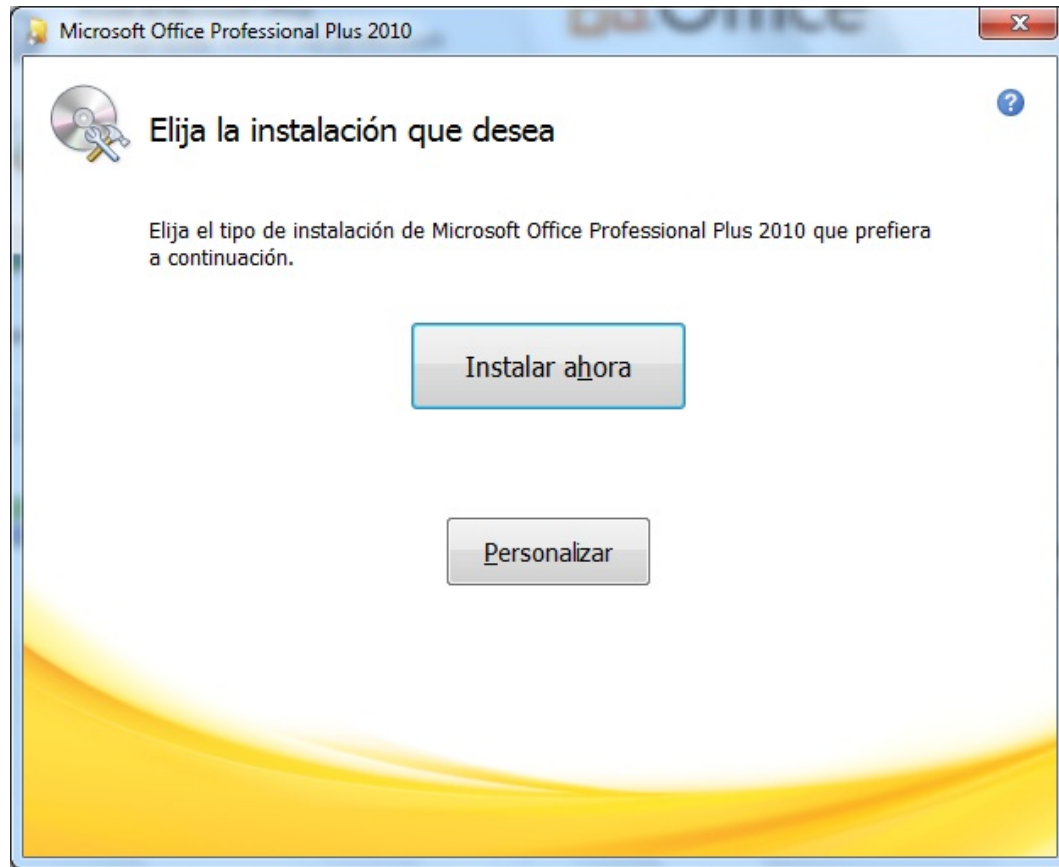 Office
Microsoft Office Professional Plus 2010
Elija la instalación que desea
Elija el tipo de instalación de Microsoft Office Professional Plus 2010 que prefiera
a continuación.
Instalar ahora
Personalizar